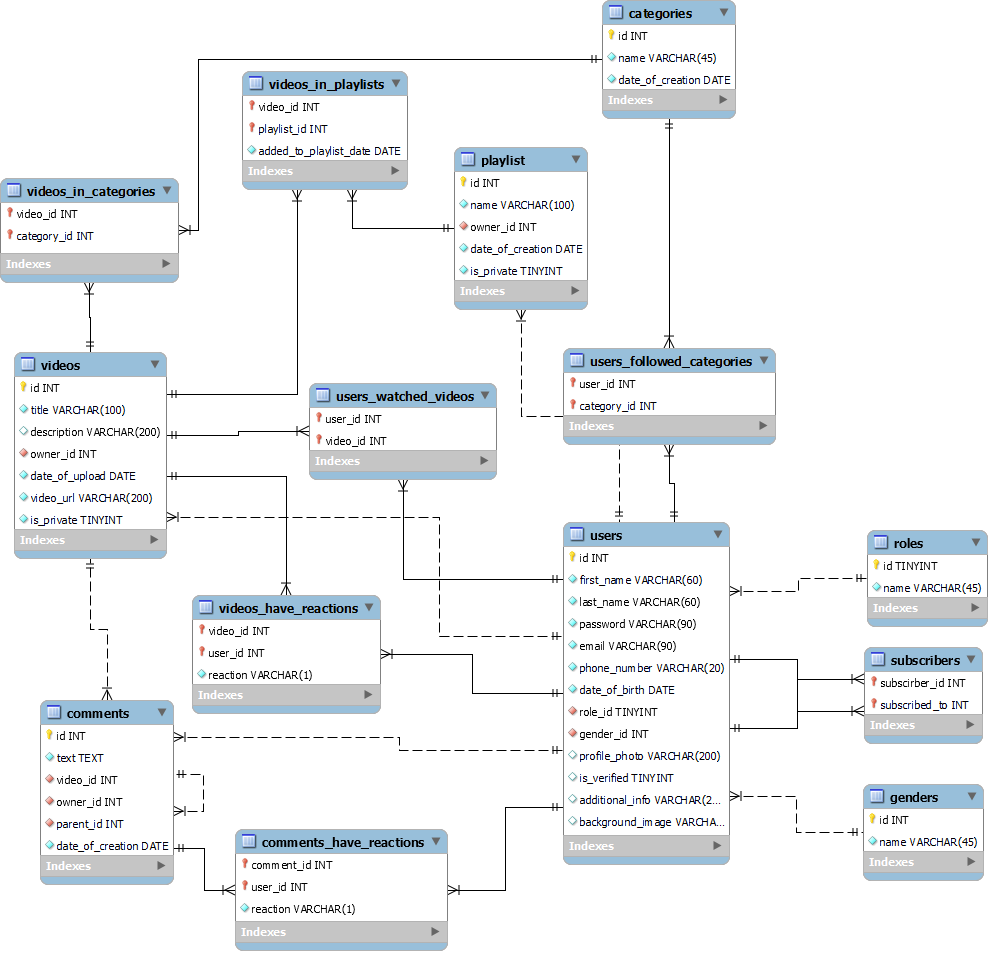 categories
id INT
name VARCHAR(45)
date_of_creation DATE
Indexes
videos_in_playlists
video_id INT
playlist_id INT
added_to_playlist_date DATE
Indexes
playlist
id INT
name VARCHAR(100)
owner_id INT
date_of_creation DATE
is_private TINYINT
Indexes
videos_in_categories
video_id INT
category_id INT
Indexes
videos
id INT
title VARCHAR(100)
description VARCHAR(200)
owner_id INT
date_of_upload DATE
video_url VARCHAR(200)
is_private TINYINT
Indexes
users_watched_videos
user_id INT
video_id INT
Indexes
users_followed_categories
user_id INT
category_id INT
Indexes
users
id INT
first_name VARCHAR(60)
last_name VARCHAR(60)
password VARCHAR(90)
email VARCHAR(90)
phone_number VARCHAR(20)
date_of_birth DATE
role_id TINYINT
gender_id INT
profile_photo VARCHAR(200)
is_verified TINYINT
additional_info VARCHAR(2...
background_image VARCHA...
Indexes
roles
id TINYINT
name VARCHAR(45)
Indexes
subscribers
subscirber_id INT
subscribed_to INT
Indexes
genders
id INT
name VARCHAR(45)
Indexes
videos_have_reactions
video_id INT
user_id INT
reaction VARCHAR(1)
Indexes
comments
id INT
text TEXT
video_id INT
owner_id INT
parent_id INT
date_of_creation DATE
Indexes
comments_have_reactions
comment_id INT
user_id INT
reaction VARCHAR(1)
Indexes